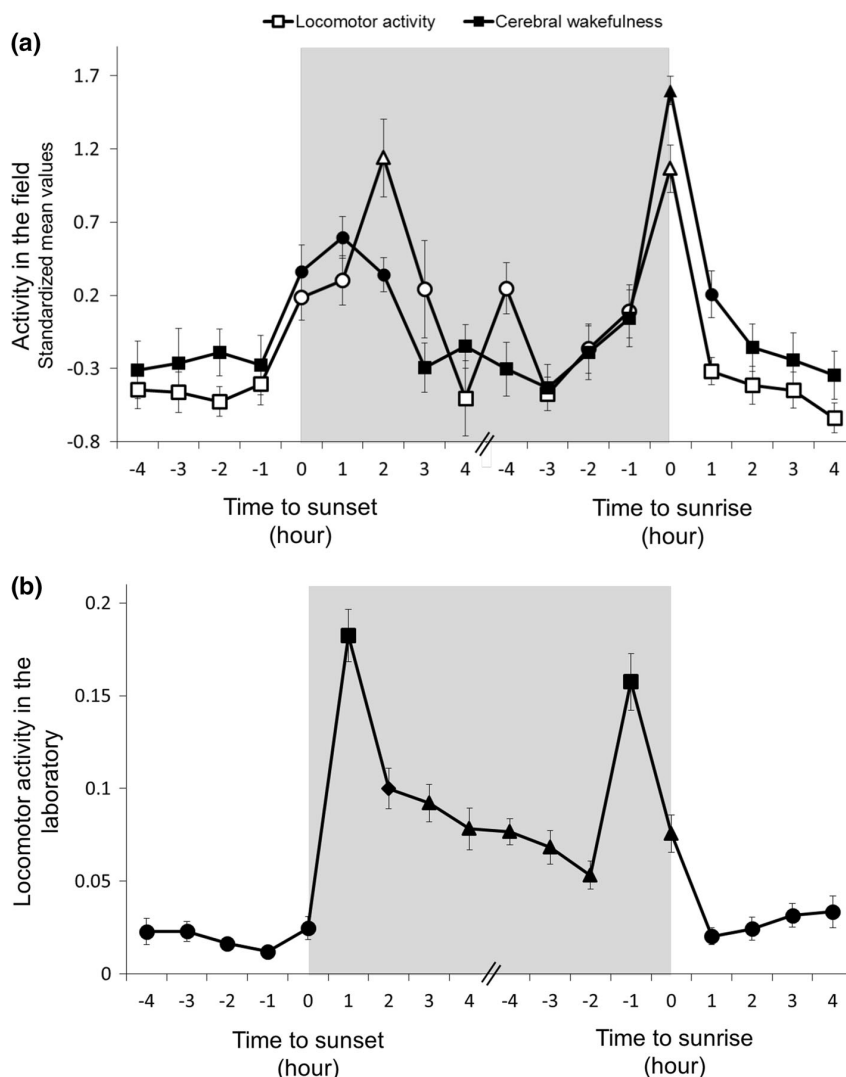 Locomotor activity Cerebral wakefulness
(a)
Activity in the field
Standardized mean values
1.7
1.2
0.7
0.2
-0.3
-0.8
-4 -3 -2 -1 0 1 2 3 4 -4 -3 -2 -1 0 1 2 3 4
Time to sunset Time to sunrise
(hour) (hour)
(b)
Locomotor activity in the
laboratory
0.2
0.15
0.1
0.05
0
-4 -3 -2 -1 0 1 2 3 4 -4 -3 -2 -1 0 1 2 3 4
Time to sunset Time to sunrise
(hour) (hour)